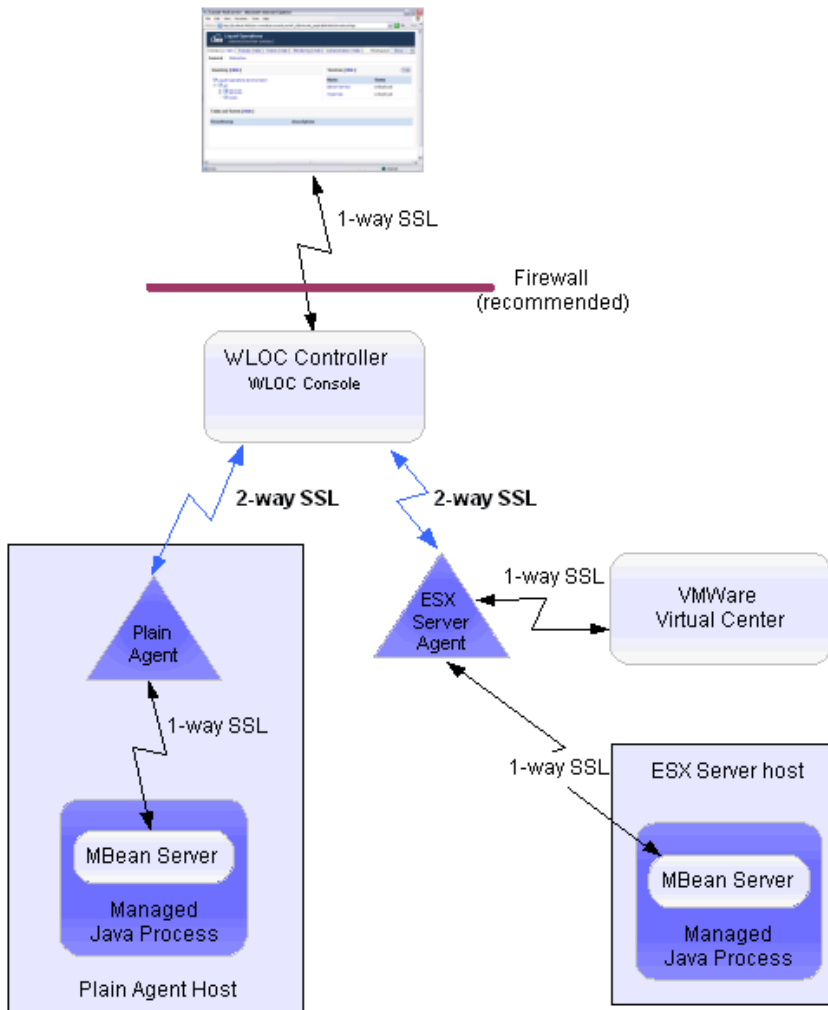 Liquid Operations
1-way SSL
Firewall
(recommended)
WLOC Controller
WLOC Console
2-way SSL
2-way SSL
1-way SSL
VMWare
Virtual Center
ESX
Server
Agent
Plain
Agent
1-way SSL
1-way SSL
ESX Server host
MBean Server
Managed
Java Process
Plain Agent Host
MBean Server
Managed
Java Process